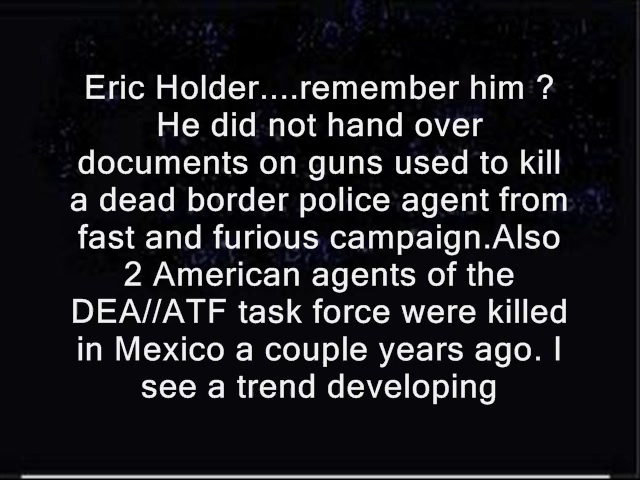 Eric Holder....remember him ?
He did not hand over
documents on guns used to kill
a dead border police agent from
fast and furious campaign.Also
2 American agents of the
DEA//ATF task force were killed
in Mexico a couple years ago. I
see a trend developing